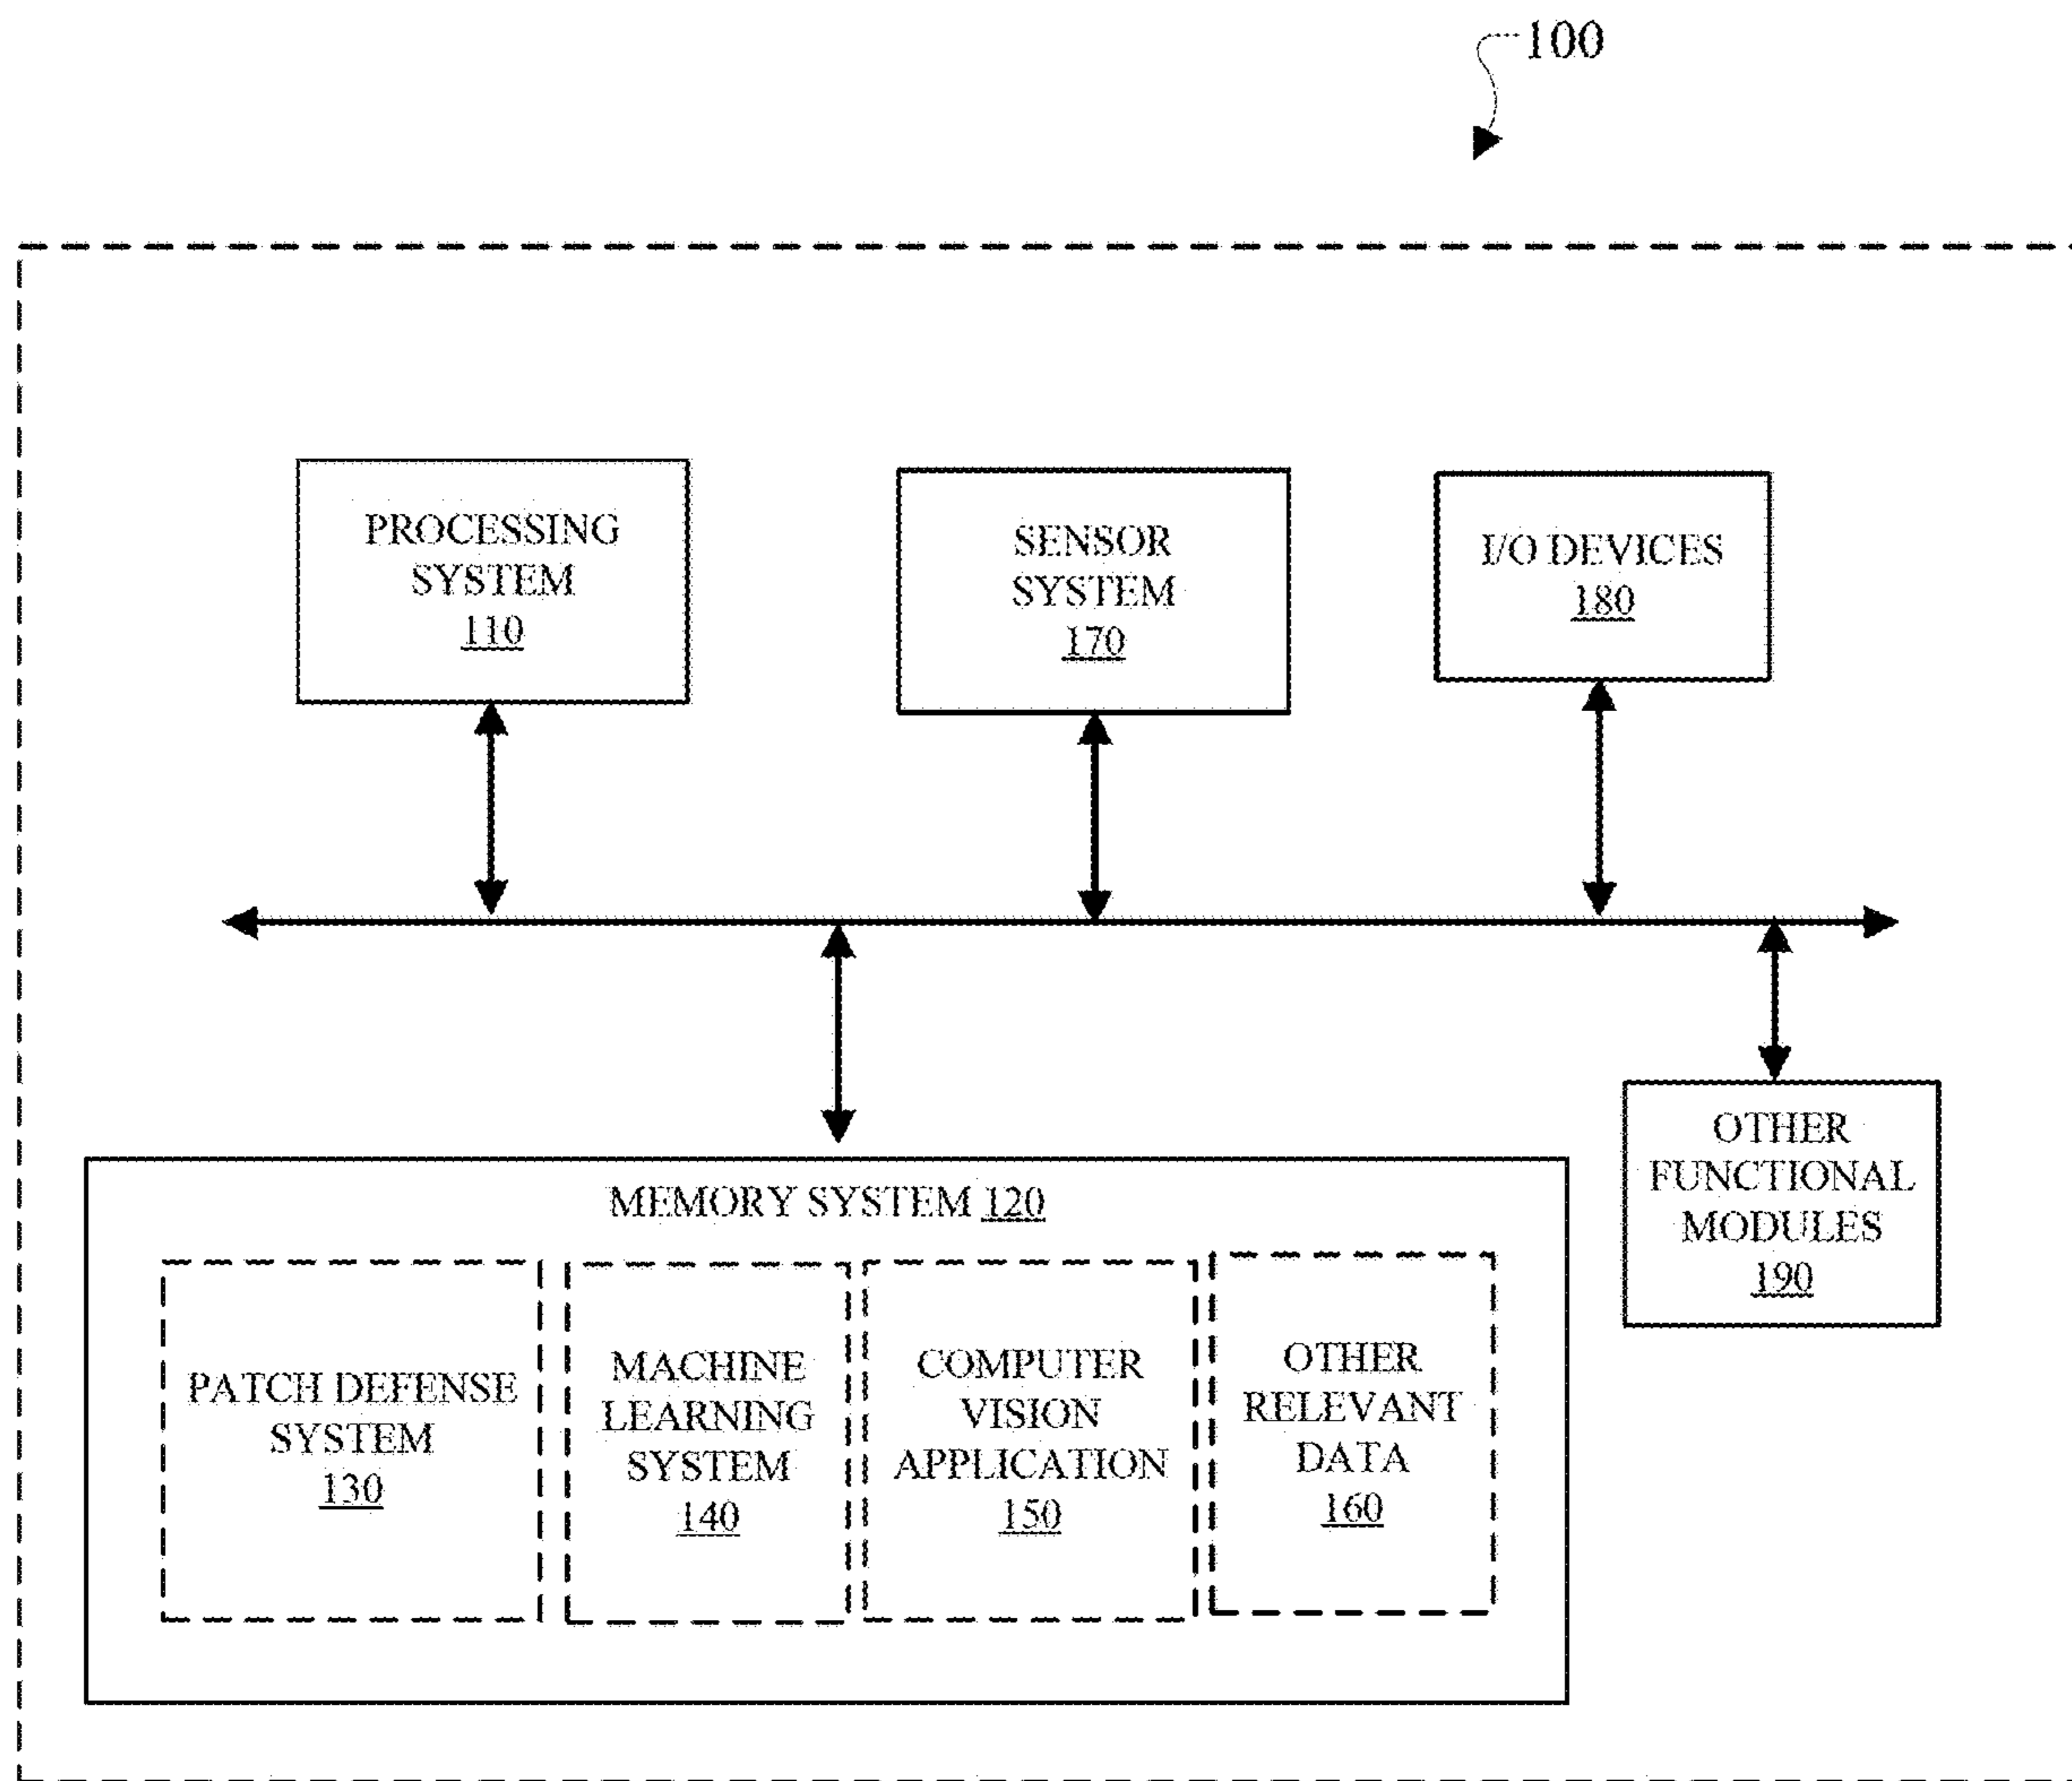 100
PROCESSING
SYSTEM
110
SENSOR
SYSTEM
170
I/O DEVICES
180
OTHER
FUNCTIONAL
MODULES
190
MEMORY SYSTEM 120
PATCH DEFENSE
SYSTEM
130
MACHINE
LEARNING
SYSTEM
140
COMPUTER
VISION
APPLICATION
150
OTHER
RELEVANT
DATA
160